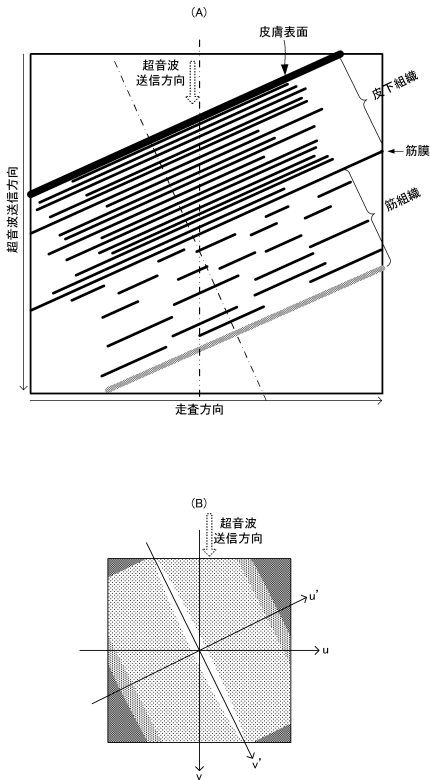 （A）
皮膚表面
超音波
送信方向
皮下組織
筋膜
筋組織
超音波送信方向
走査方向
（B）
超音波
送信方向
u'
u
v'
v